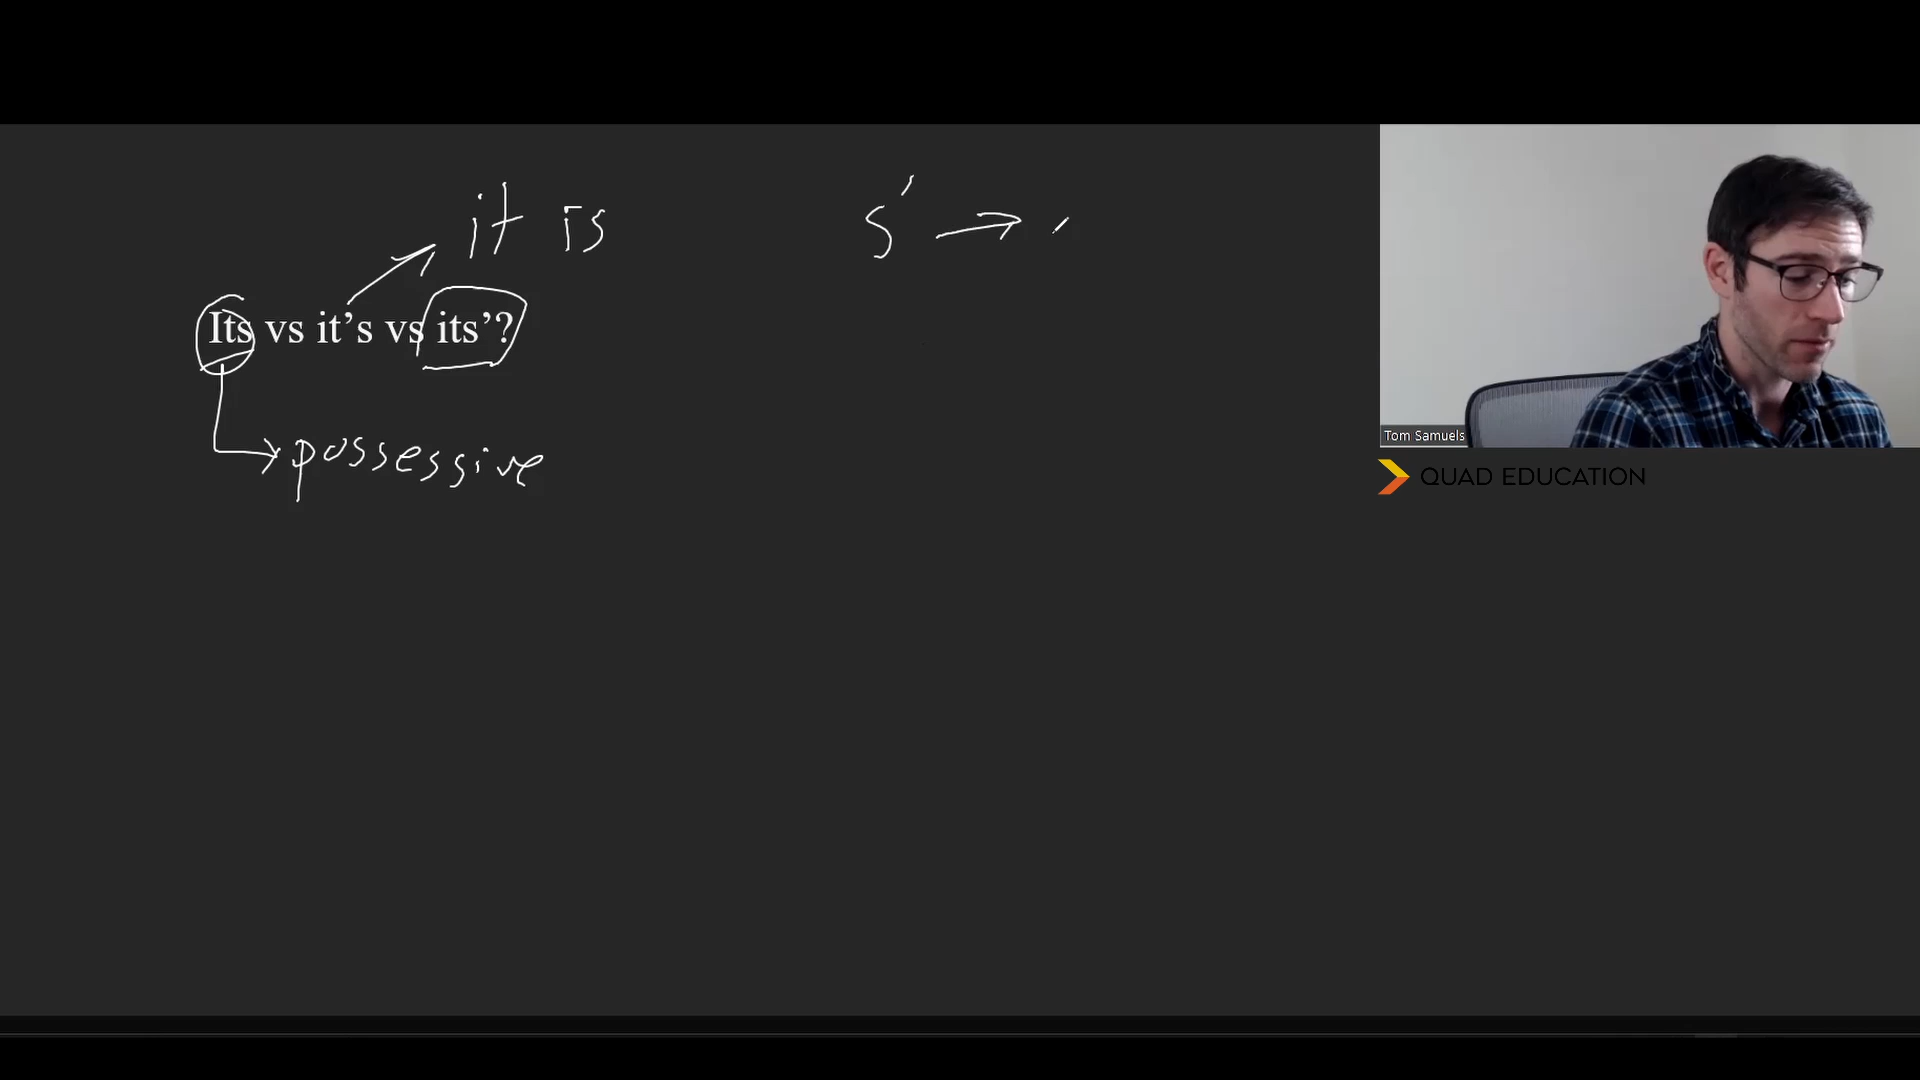 it is
s' →
Its vs it’s vs its’?
possessive
Tom Samuels
QUAD EDUCATION